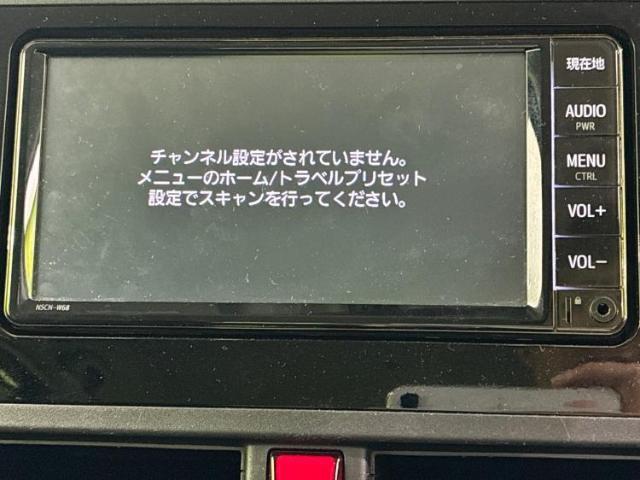 チャンネル設定がされていません。
メニューのホーム/トラベルプリセット
設定でスキャンを行ってください。
現在地
AUDIO
PWR
MENU
CTRL
VOL+
VOL-
NSCN-W68